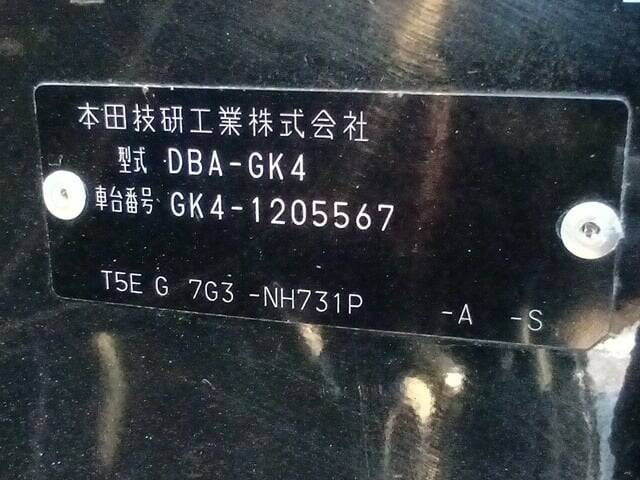 本田技研工業株式会社
型式 DBA-GK4
車台番号 GK4-1205567
T5E G 7G3 -NH731P -A -S